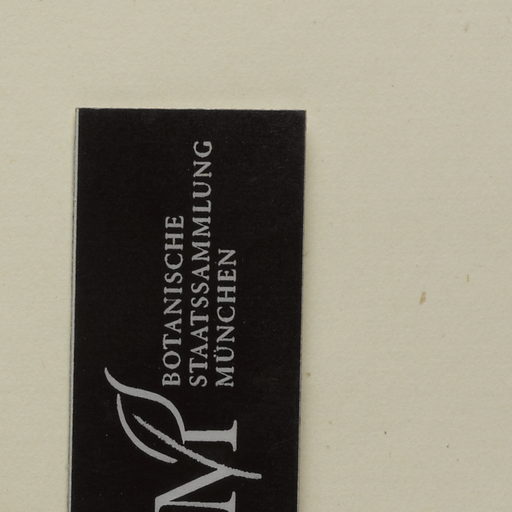 BOTANISCHE
STAATSSAMMLUNG
MÜNCHEN
M